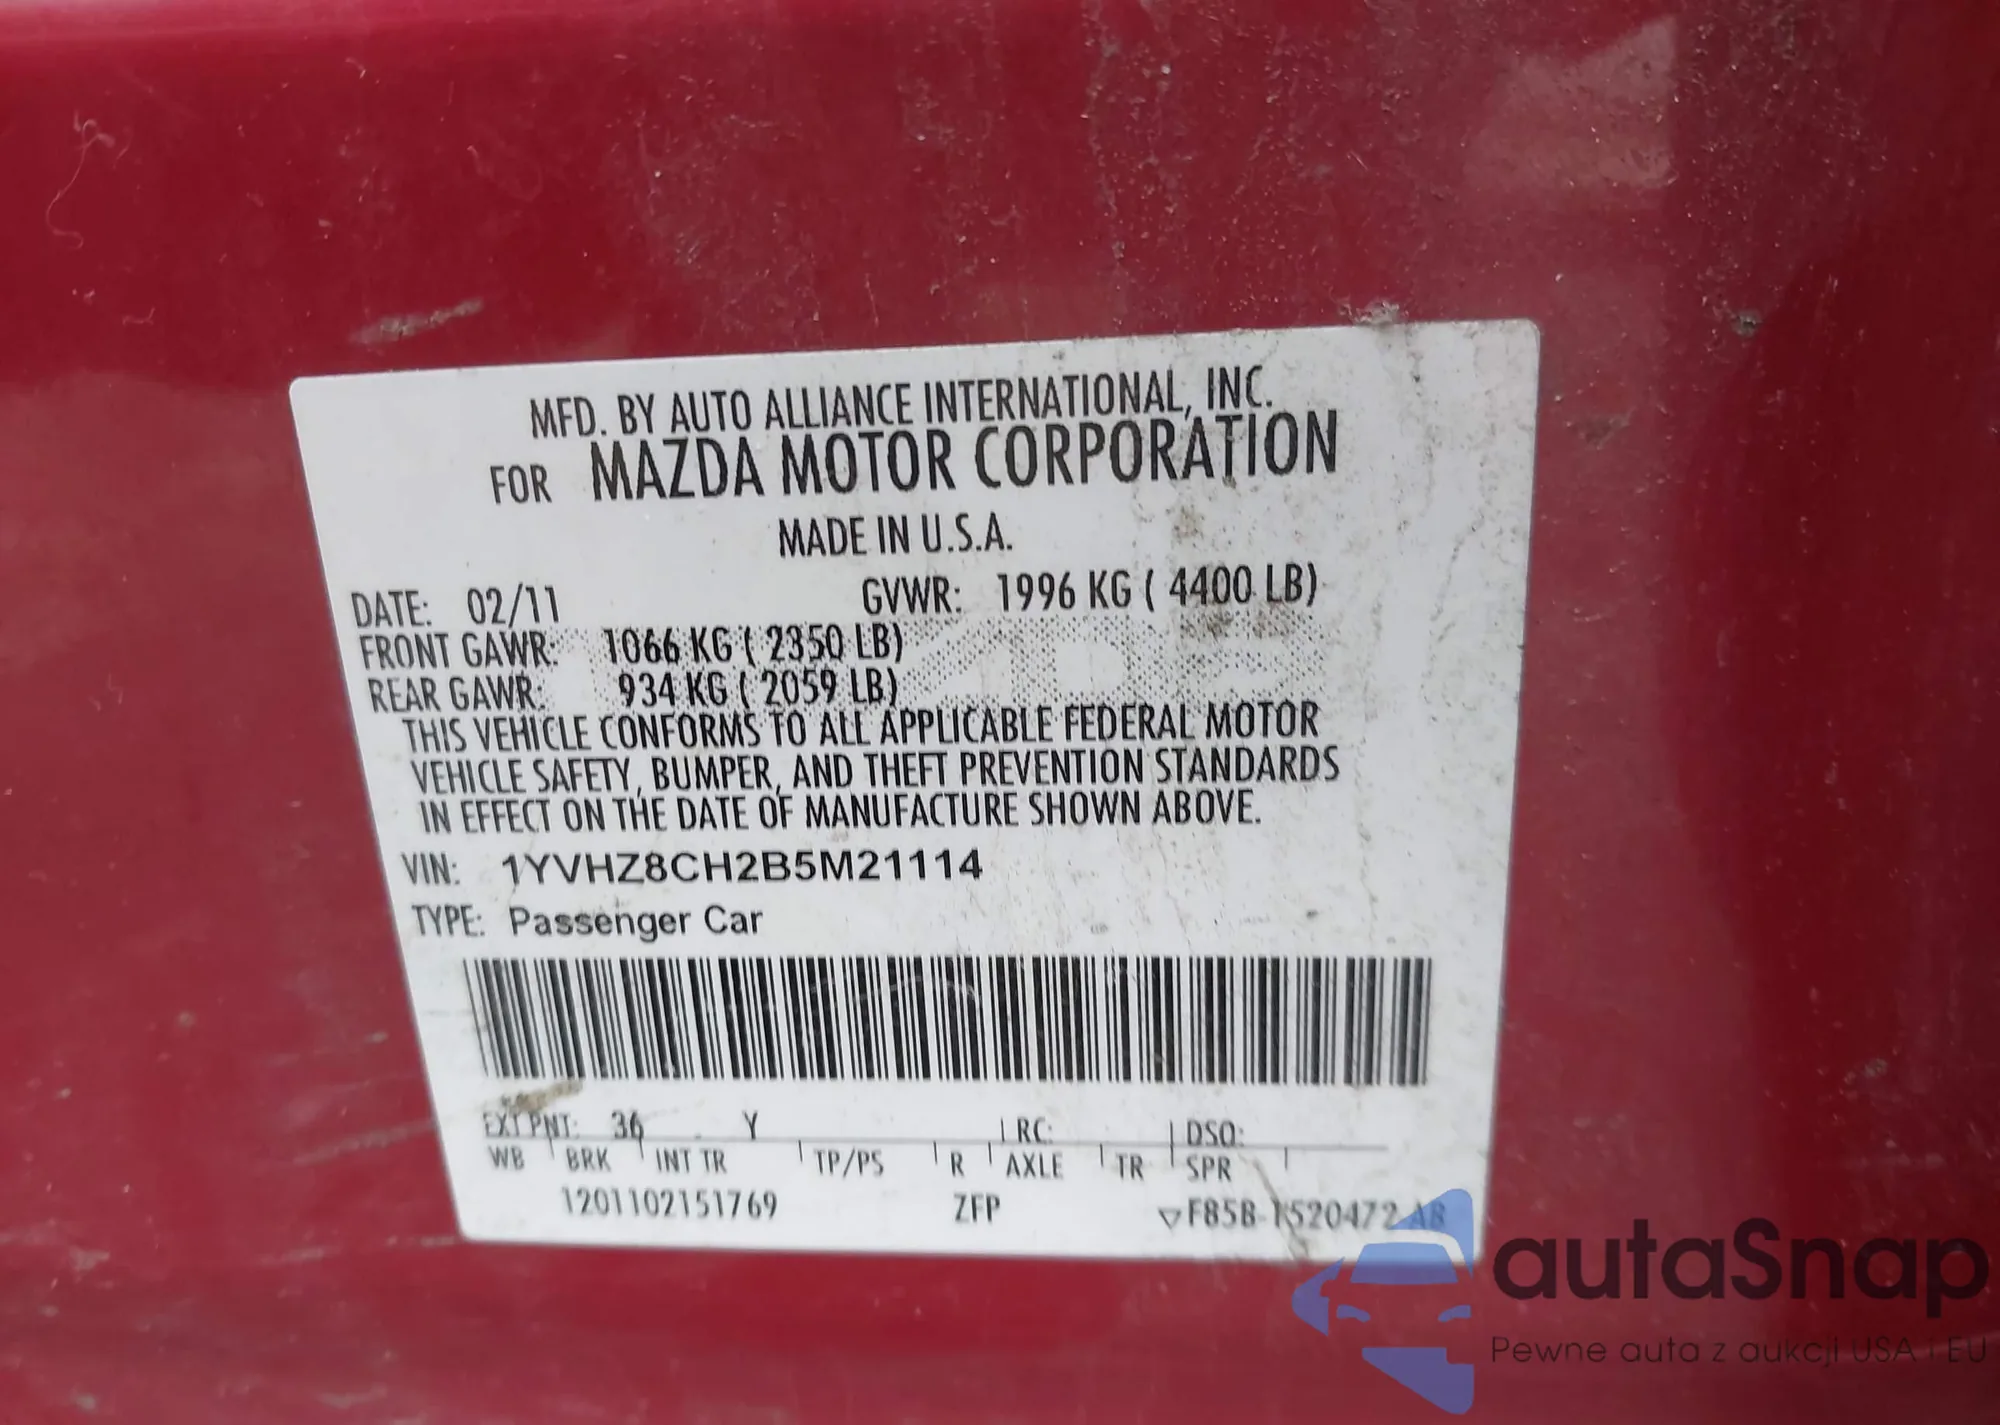 MFD. BY AUTO ALLIANCE INTERNATIONAL, INC.
FOR MAZDA MOTOR CORPORATION
MADE IN U.S.A.
DATE: 02/11 GVWR: 1996 KG ( 4400 LB)
FRONT GAWR: 1066 KG ( 2350 LB)
REAR GAWR: 934 KG ( 2059 LB)
THIS VEHICLE CONFORMS TO ALL APPLICABLE FEDERAL MOTOR
VEHICLE SAFETY, BUMPER, AND THEFT PREVENTION STANDARDS
IN EFFECT ON THE DATE OF MANUFACTURE SHOWN ABOVE.
VIN: 1YVHZ8CH2B5M21114
TYPE: Passenger Car
EXT PNT: 36 Y RC: DSO:
WB BRK INT TR TP/PS R AXLE TR SPR
1201102151769 ZFP ▽F85B-1520472-AB
autaSnap
Pewne auta z aukcji USA i EU